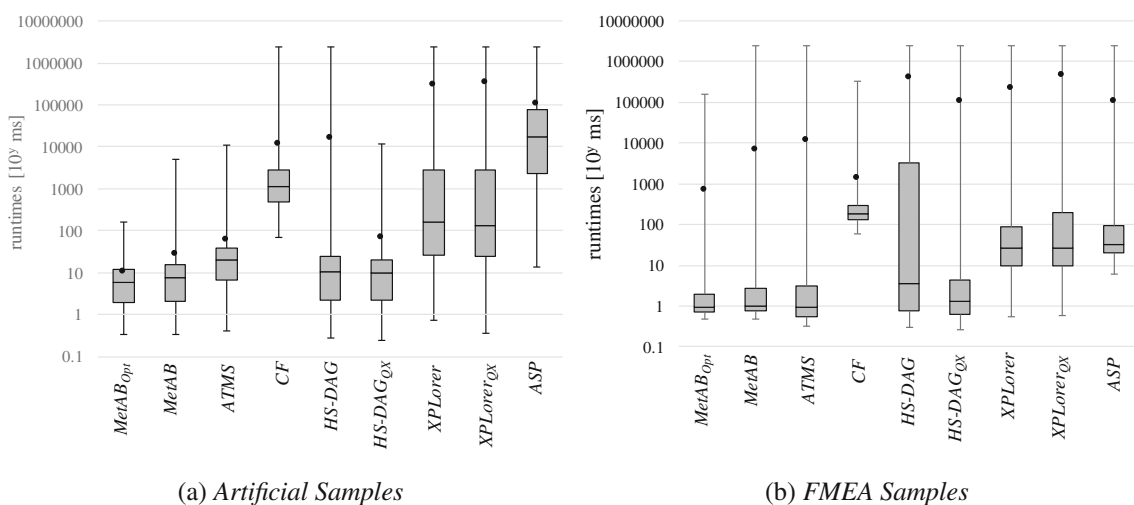 10000000
1000000
100000
10000
1000
100
10
1
0.1
runtimes [10^y ms]
MetAB_Opt
MetAB
ATMS
CF
HS-DAG
HS-DAG_QX
XPLorer
XPLorer_QX
ASP
(a) Artificial Samples
10000000
1000000
100000
10000
1000
100
10
1
0.1
runtimes [10^y ms]
MetAB_Opt
MetAB
ATMS
CF
HS-DAG
HS-DAG_QX
XPLorer
XPLorer_QX
ASP
(b) FMEA Samples